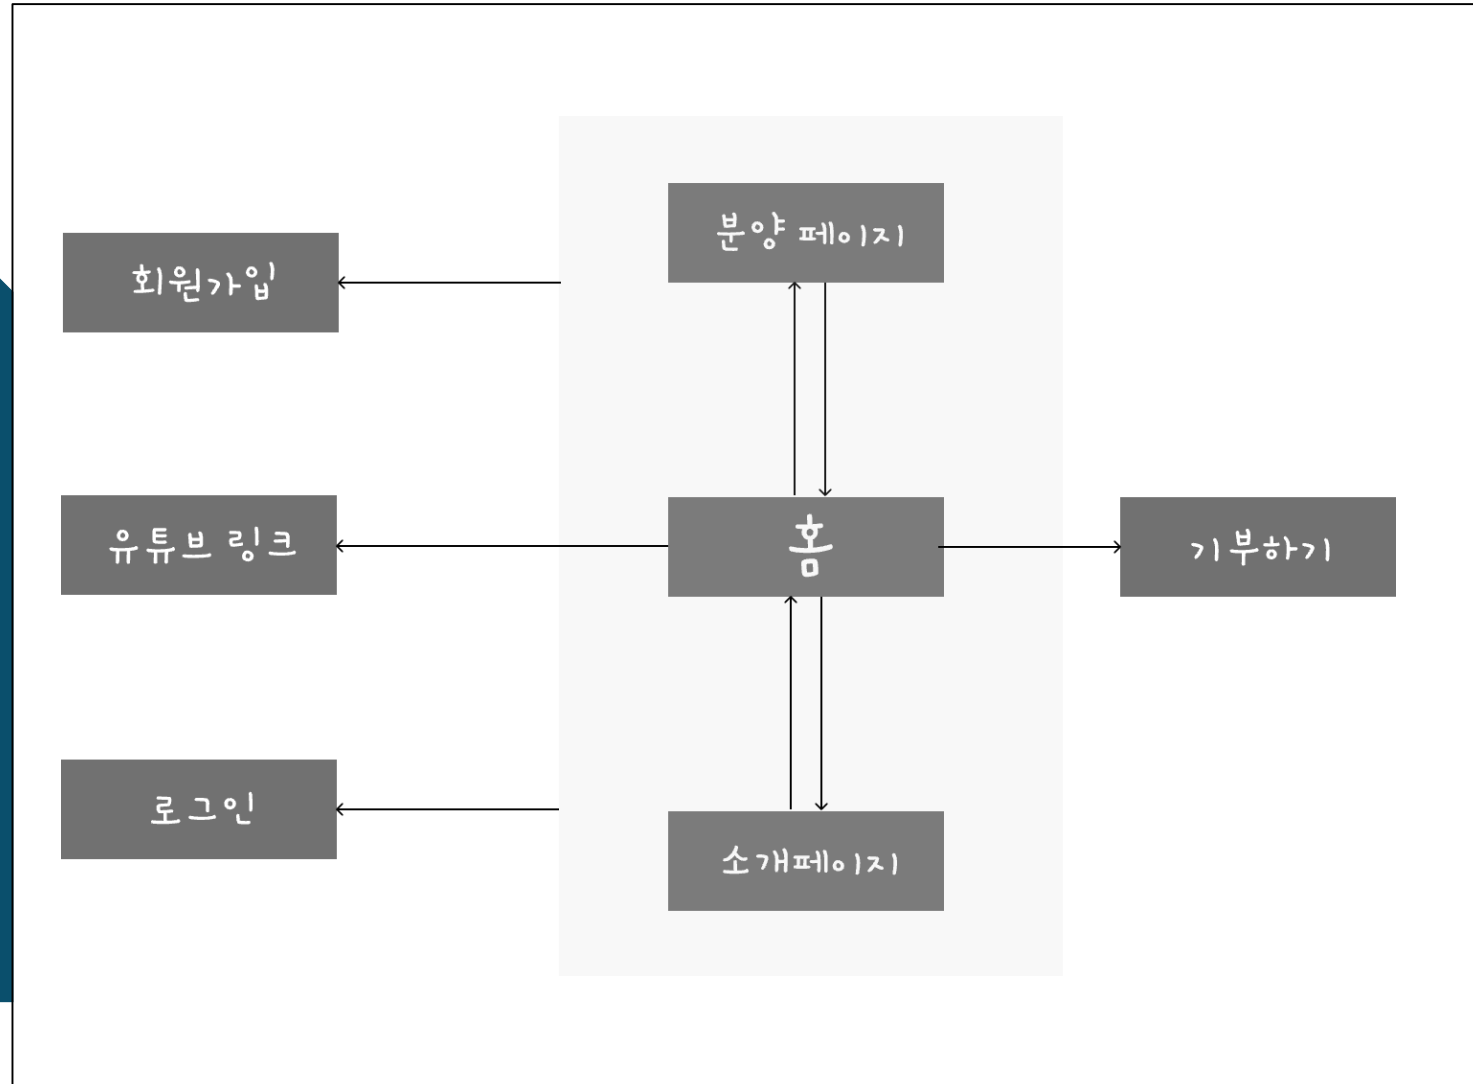 분양 페이지
회원가입
유튜브 링크
홈
기부하기
로그인
소개페이지